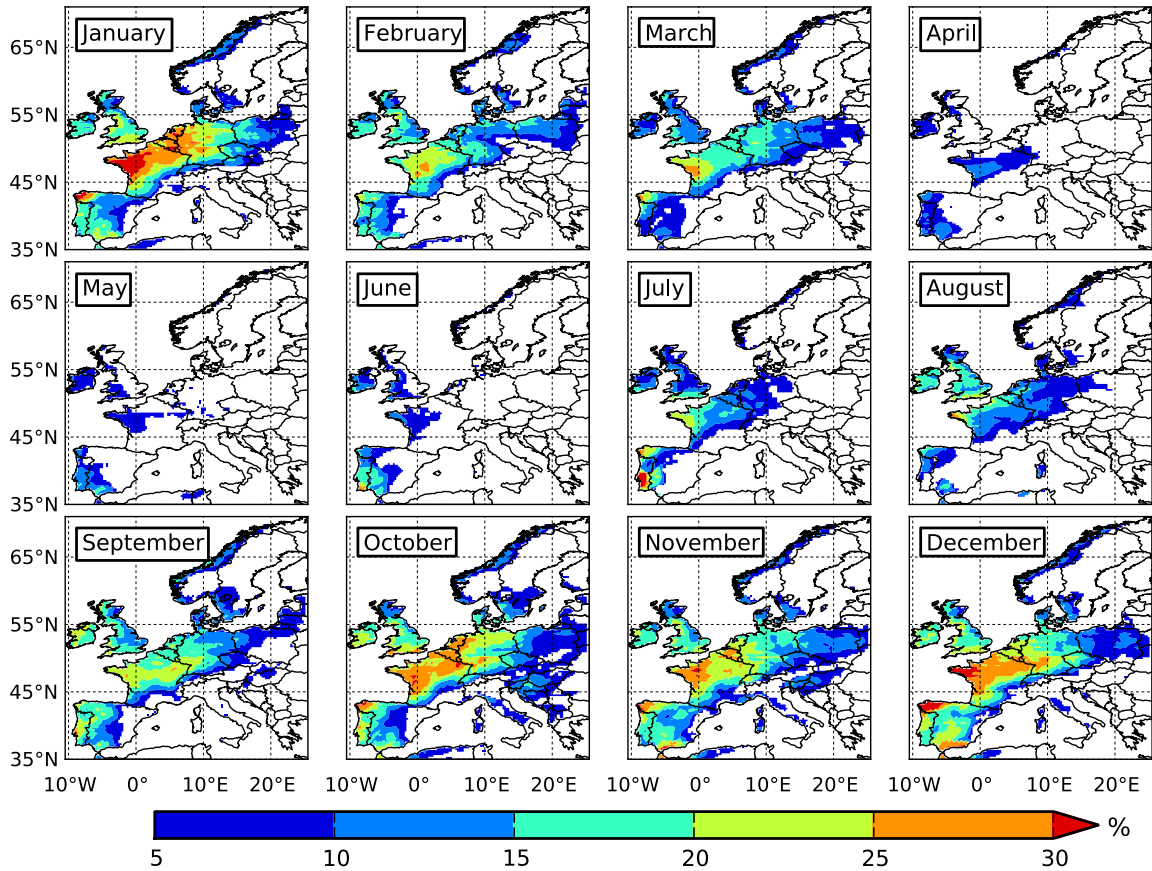 January February March April
65°N
55°N
45°N
35°N
May June July August
65°N
55°N
45°N
35°N
September October November December
65°N
55°N
45°N
35°N
10°W 0° 10°E 20°E 10°W 0° 10°E 20°E 10°W 0° 10°E 20°E 10°W 0° 10°E 20°E
%
5 10 15 20 25 30